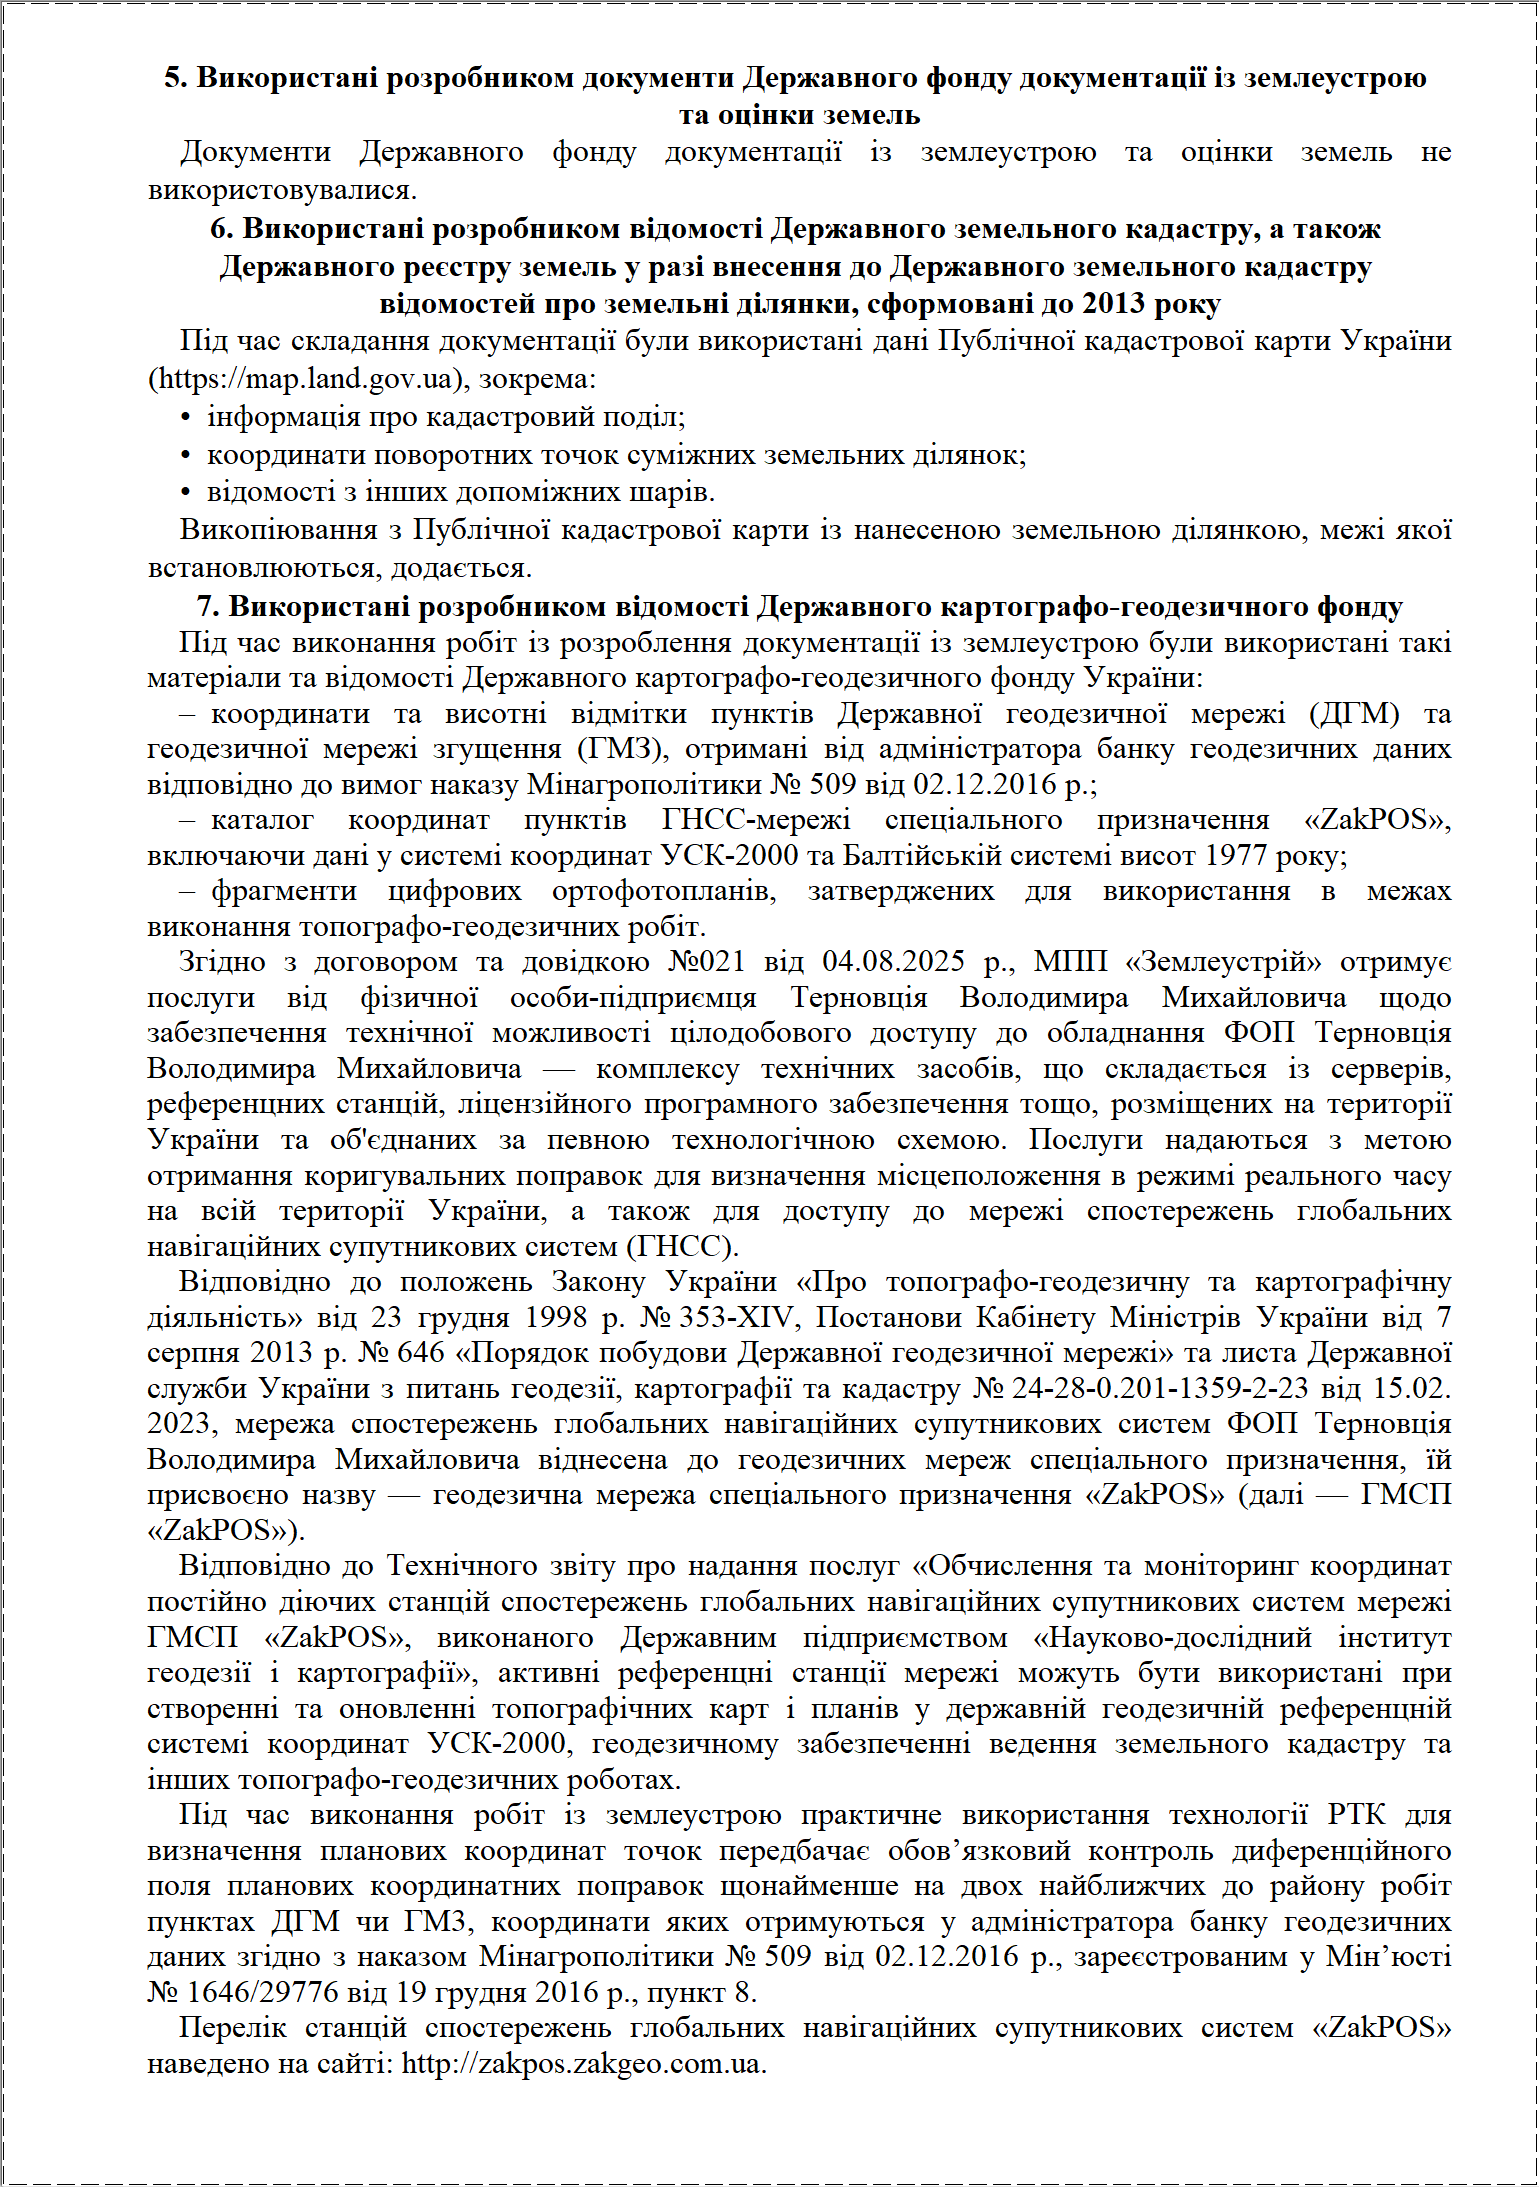 5. Використані розробником документи Державного фонду документації із землеустрою
та оцінки земель
Документи Державного фонду документації із землеустрою та оцінки земель не
використовувалися.
6. Використані розробником відомості Державного земельного кадастру, а також
Державного реєстру земель у разі внесення до Державного земельного кадастру
відомостей про земельні ділянки, сформовані до 2013 року
Під час складання документації були використані дані Публічної кадастрової карти України
(https://map.land.gov.ua), зокрема:
• інформація про кадастровий поділ;
• координати поворотних точок суміжних земельних ділянок;
• відомості з інших допоміжних шарів.
Викопіювання з Публічної кадастрової карти із нанесеною земельною ділянкою, межі якої
встановлюються, додається.
7. Використані розробником відомості Державного картографо-геодезичного фонду
Під час виконання робіт із розроблення документації із землеустрою були використані такі
матеріали та відомості Державного картографо-геодезичного фонду України:
– координати та висотні відмітки пунктів Державної геодезичної мережі (ДГМ) та
геодезичної мережі згущення (ГМЗ), отримані від адміністратора банку геодезичних даних
відповідно до вимог наказу Мінагрополітики № 509 від 02.12.2016 р.;
– каталог координат пунктів ГНСС-мережі спеціального призначення «ZakPOS»,
включаючи дані у системі координат УСК-2000 та Балтійській системі висот 1977 року;
– фрагменти цифрових ортофотопланів, затверджених для використання в межах
виконання топографо-геодезичних робіт.
Згідно з договором та довідкою №021 від 04.08.2025 р., МПП «Землеустрій» отримує
послуги від фізичної особи-підприємця Терновція Володимира Михайловича щодо
забезпечення технічної можливості цілодобового доступу до обладнання ФОП Терновція
Володимира Михайловича — комплексу технічних засобів, що складається із серверів,
референцних станцій, ліцензійного програмного забезпечення тощо, розміщених на території
України та об'єднаних за певною технологічною схемою. Послуги надаються з метою
отримання коригувальних поправок для визначення місцеположення в режимі реального часу
на всій території України, а також для доступу до мережі спостережень глобальних
навігаційних супутникових систем (ГНСС).
Відповідно до положень Закону України «Про топографо-геодезичну та картографічну
діяльність» від 23 грудня 1998 р. № 353-XIV, Постанови Кабінету Міністрів України від 7
серпня 2013 р. № 646 «Порядок побудови Державної геодезичної мережі» та листа Державної
служби України з питань геодезії, картографії та кадастру № 24-28-0.201-1359-2-23 від 15.02.
2023, мережа спостережень глобальних навігаційних супутникових систем ФОП Терновція
Володимира Михайловича віднесена до геодезичних мереж спеціального призначення, їй
присвоєно назву — геодезична мережа спеціального призначення «ZakPOS» (далі — ГМСП
«ZakPOS»).
Відповідно до Технічного звіту про надання послуг «Обчислення та моніторинг координат
постійно діючих станцій спостережень глобальних навігаційних супутникових систем мережі
ГМСП «ZakPOS», виконаного Державним підприємством «Науково-дослідний інститут
геодезії і картографії», активні референцні станції мережі можуть бути використані при
створенні та оновленні топографічних карт і планів у державній геодезичній референцній
системі координат УСК-2000, геодезичному забезпеченні ведення земельного кадастру та
інших топографо-геодезичних роботах.
Під час виконання робіт із землеустрою практичне використання технології РТК для
визначення планових координат точок передбачає обов’язковий контроль диференційного
поля планових координатних поправок щонайменше на двох найближчих до району робіт
пунктах ДГМ чи ГМЗ, координати яких отримуються у адміністратора банку геодезичних
даних згідно з наказом Мінагрополітики № 509 від 02.12.2016 р., зареєстрованим у Мін’юсті
№ 1646/29776 від 19 грудня 2016 р., пункт 8.
Перелік станцій спостережень глобальних навігаційних супутникових систем «ZakPOS»
наведено на сайті: http://zakpos.zakgeo.com.ua.